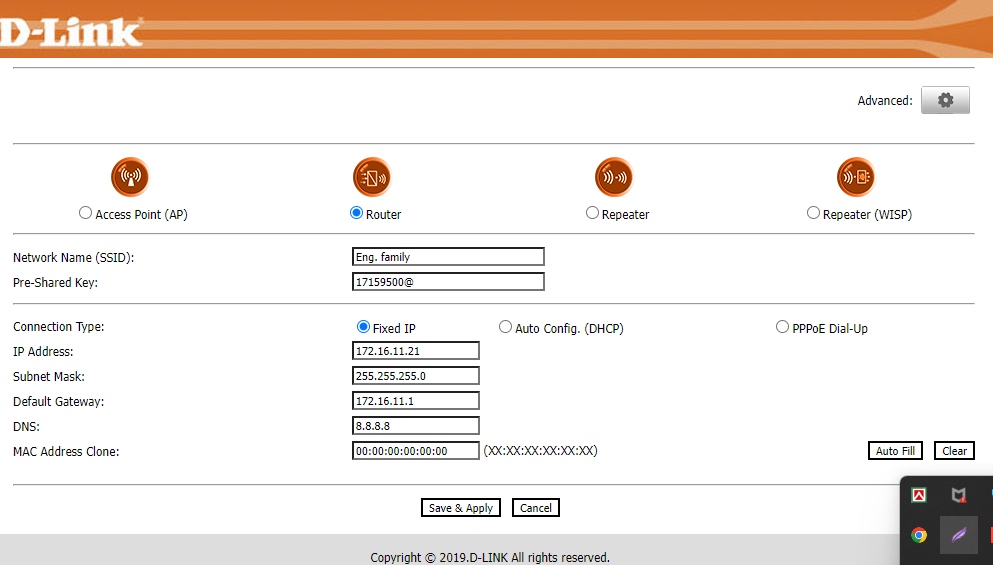 D-Link
Advanced:
Access Point (AP) Router Repeater Repeater (WISP)
Network Name (SSID): Eng. family
Pre-Shared Key: 17159500@
Connection Type: Fixed IP Auto Config. (DHCP) PPPoE Dial-Up
IP Address: 172.16.11.21
Subnet Mask: 255.255.255.0
Default Gateway: 172.16.11.1
DNS: 8.8.8.8
MAC Address Clone: 00:00:00:00:00:00 (XX:XX:XX:XX:XX:XX) Auto Fill Clear
Save & Apply Cancel
Copyright © 2019.D-LINK All rights reserved.